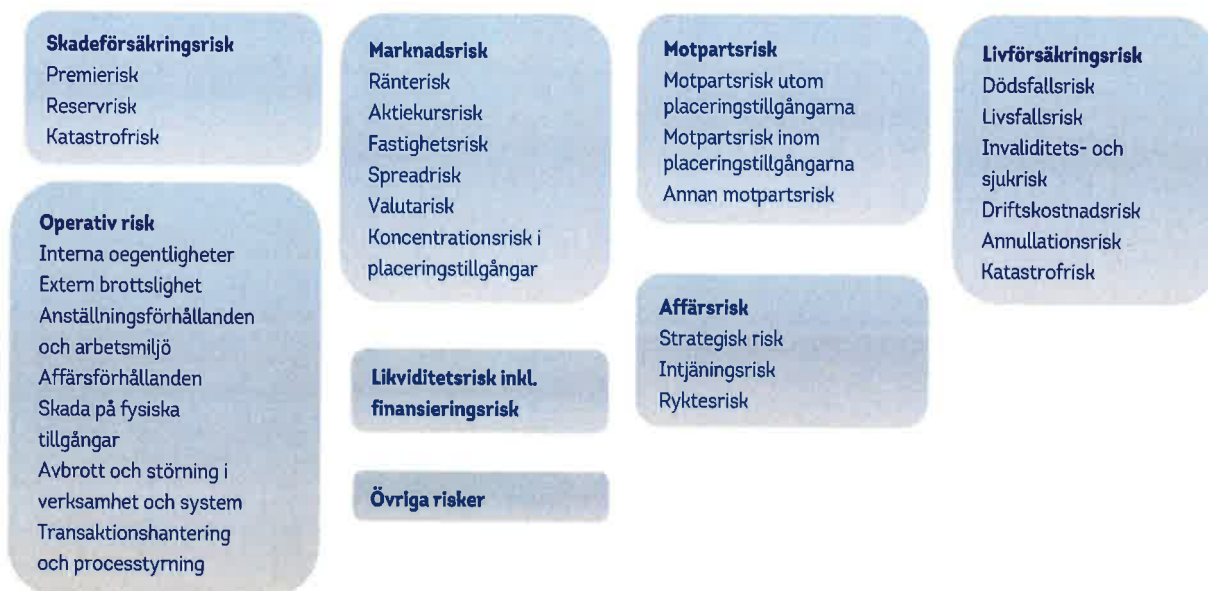 Skadeförsäkringsrisk
Premierisk
Reservrisk
Katastrofrisk
Operativ risk
Interna oegentligheter
Extern brottslighet
Anställningsförhållanden
och arbetsmiljö
Affärsförhållanden
Skada på fysiska
tillgångar
Avbrott och störning i
verksamhet och system
Transaktionshantering
och processtyrning
Marknadsrisk
Ränterisk
Aktiekursrisk
Fastighetsrisk
Spreadrisk
Valutarisk
Koncentrationsrisk i
placeringstillgångar
Likviditetsrisk inkl.
finansieringsrisk
Övriga risker
Motpartsrisk
Motpartsrisk utom
placeringstillgångarna
Motpartsrisk inom
placeringstillgångarna
Annan motpartsrisk
Affärsrisk
Strategisk risk
Intjäningsrisk
Ryktesrisk
Livförsäkringsrisk
Dödsfallsrisk
Livsfallsrisk
Invaliditets- och
sjukrisk
Driftskostnadsrisk
Annullationsrisk
Katastrofrisk